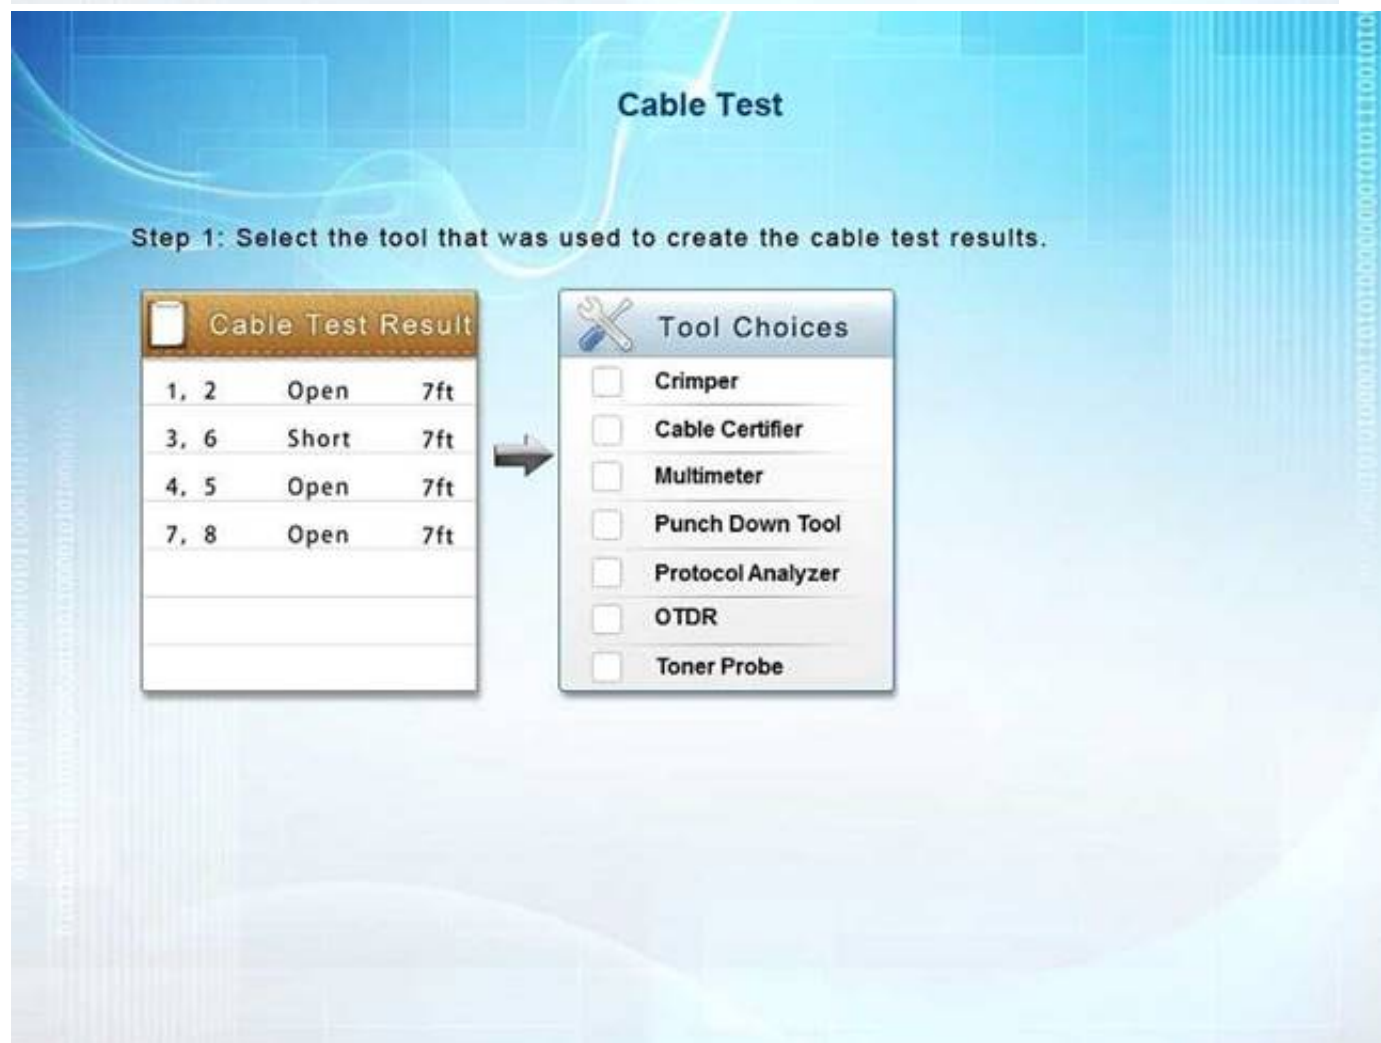 Cable Test
Step 1: Select the tool that was used to create the cable test results.
Cable Test Result
1, 2 Open 7ft
3, 6 Short 7ft
4, 5 Open 7ft
7, 8 Open 7ft
Tool Choices
Crimper
Cable Certifier
Multimeter
Punch Down Tool
Protocol Analyzer
OTDR
Toner Probe